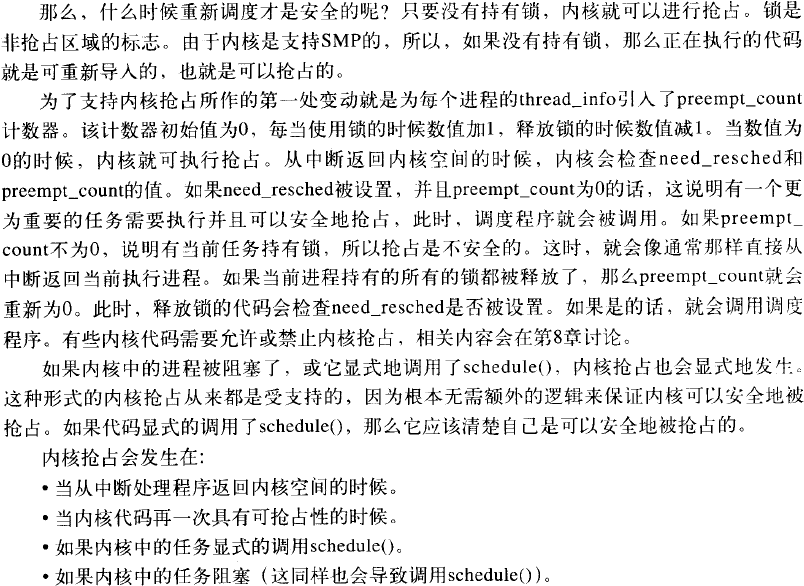 那么，什么时候重新调度才是安全的呢？只要没有持有锁，内核就可以进行抢占。锁是
非抢占区域的标志。由于内核是支持SMP的，所以，如果没有持有锁，那么正在执行的代码
就是可重新导入的，也就是可以抢占的。
为了支持内核抢占所作的第一处变动就是为每个进程的thread_info引入了preempt_count
计数器。该计数器初始值为0，每当使用锁的时候数值加1，释放锁的时候数值减1。当数值为
0的时候，内核就可执行抢占。从中断返回内核空间的时候，内核会检查need_resched和
preempt_count的值。如果need_resched被设置，并且preempt_count为0的话，这说明有一个更
为重要的任务需要执行并且可以安全地抢占，此时，调度程序就会被调用。如果preempt_
count不为0，说明有当前任务持有锁，所以抢占是不安全的。这时，就会像通常那样直接从
中断返回当前执行进程。如果当前进程持有的所有的锁都被释放了，那么preempt_count就会
重新为0。此时，释放锁的代码会检查need_resched是否被设置。如果是的话，就会调用调度
程序。有些内核代码需要允许或禁止内核抢占，相关内容会在第8章讨论。
如果内核中的进程被阻塞了，或它显式地调用了schedule()，内核抢占也会显式地发生。
这种形式的内核抢占从来都是受支持的，因为根本无需额外的逻辑来保证内核可以安全地被
抢占。如果代码显式的调用了schedule()，那么它应该清楚自己是可以安全地被抢占的。
内核抢占会发生在：
• 当从中断处理程序返回内核空间的时候。
• 当内核代码再一次具有可抢占性的时候。
• 如果内核中的任务显式的调用schedule()。
• 如果内核中的任务阻塞（这同样也会导致调用schedule()）。